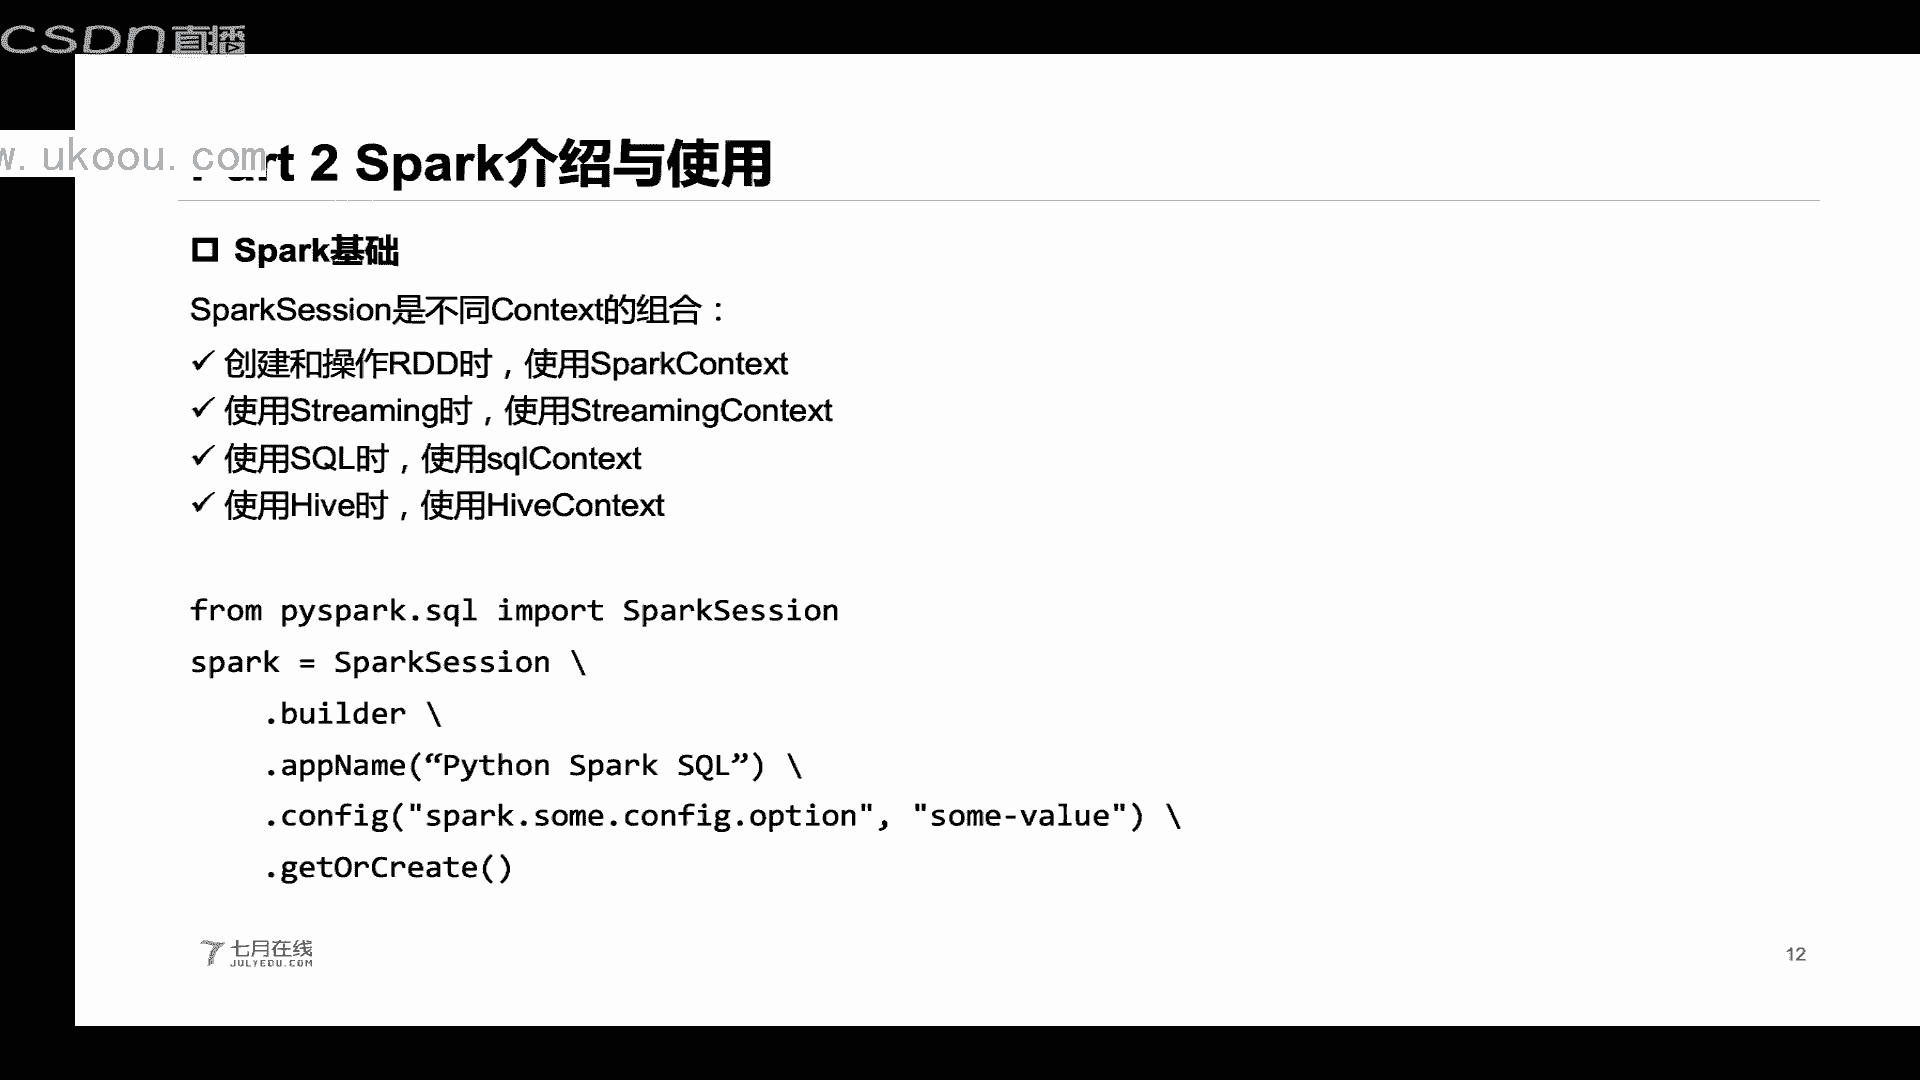 CSDN直播
w. ukoou. com
Part 2 Spark介绍与使用
Spark基础
SparkSession是不同Context的组合：
✓ 创建和操作RDD时，使用SparkContext
✓ 使用Streaming时，使用StreamingContext
✓ 使用SQL时，使用sqlContext
✓ 使用Hive时，使用HiveContext
from pyspark.sql import SparkSession
spark = SparkSession \
    .builder \
    .appName(“Python Spark SQL”) \
    .config("spark.some.config.option", "some-value") \
    .getOrCreate()
七月在线
JULYEDU.COM
12